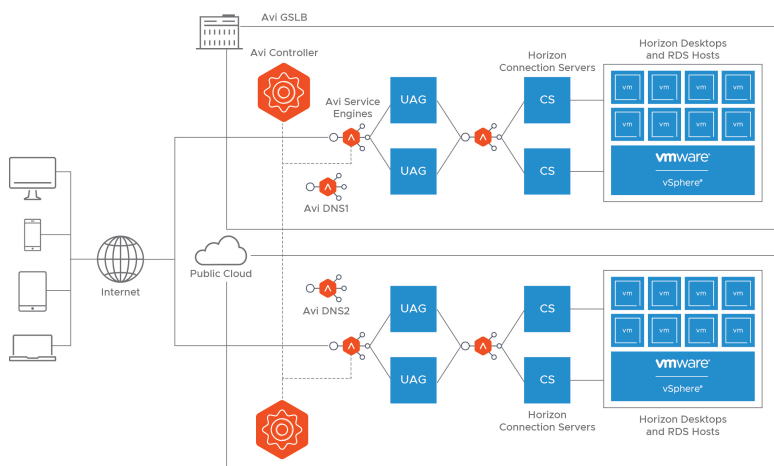 Avi GSLB
Avi Controller
Horizon
Connection Servers
Horizon Desktops
and RDS Hosts
Avi Service
Engines
UAG
CS
vm vm vm vm
vm vm vm vm
UAG
CS
vmware®
vSphere®
Avi DNS1
Internet
Public Cloud
Avi DNS2
UAG
CS
vm vm vm vm
vm vm vm vm
UAG
CS
vmware®
vSphere®
Horizon
Connection Servers
Horizon Desktops
and RDS Hosts